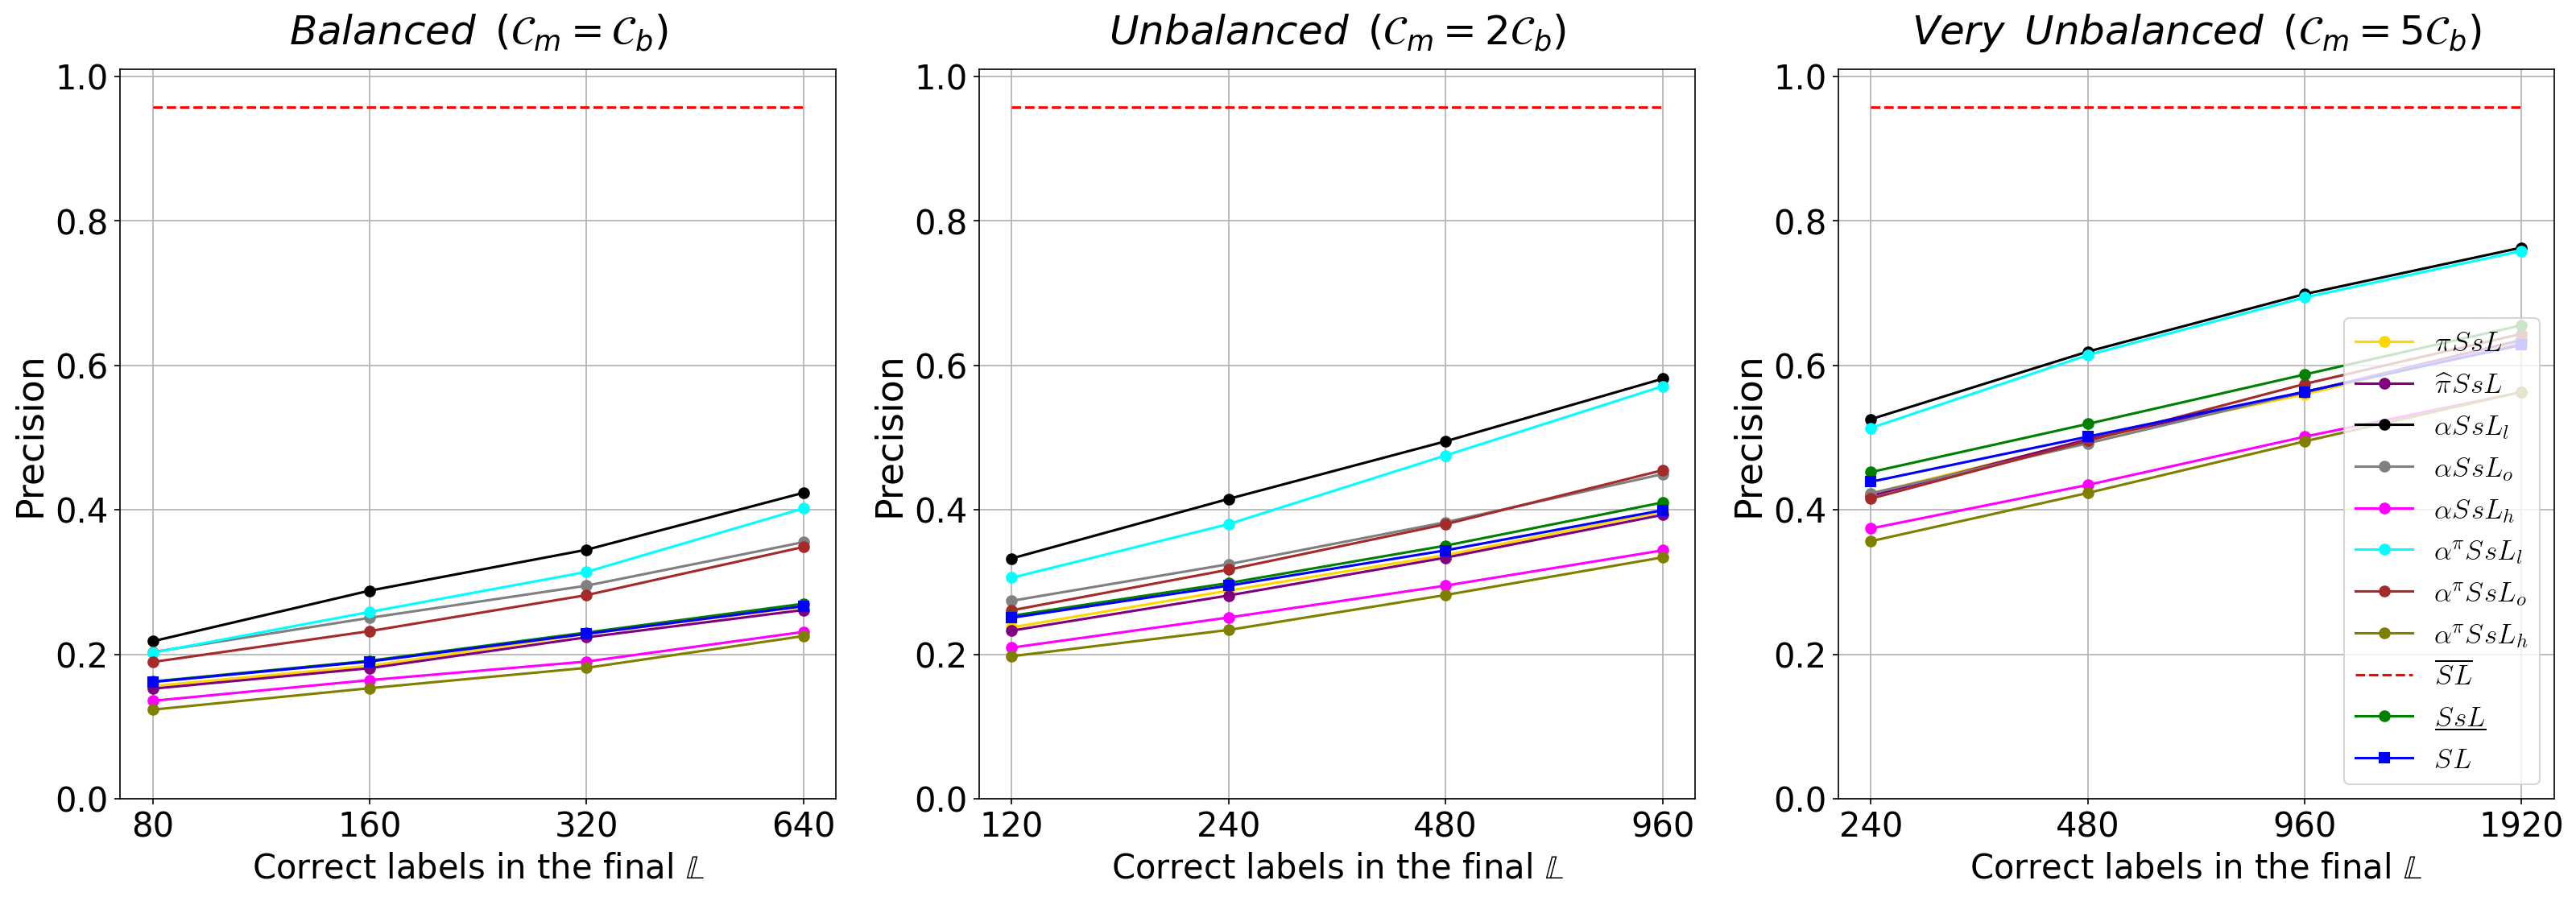 Balanced (𝒞m = 𝒞b)
1.0
0.8
0.6
0.4
0.2
0.0
Precision
80 160 320 640
Correct labels in the final 𝕃
Unbalanced (𝒞m = 2𝒞b)
1.0
0.8
0.6
0.4
0.2
0.0
Precision
120 240 480 960
Correct labels in the final 𝕃
Very Unbalanced (𝒞m = 5𝒞b)
1.0
0.8
0.6
0.4
0.2
0.0
Precision
240 480 960 1920
Correct labels in the final 𝕃
πSsL
π̂SsL
αSsLₗ
αSsLₒ
αSsLₕ
α^πSsLₗ
α^πSsLₒ
α^πSsLₕ
S̅L̅
S̲s̲L̲
SL